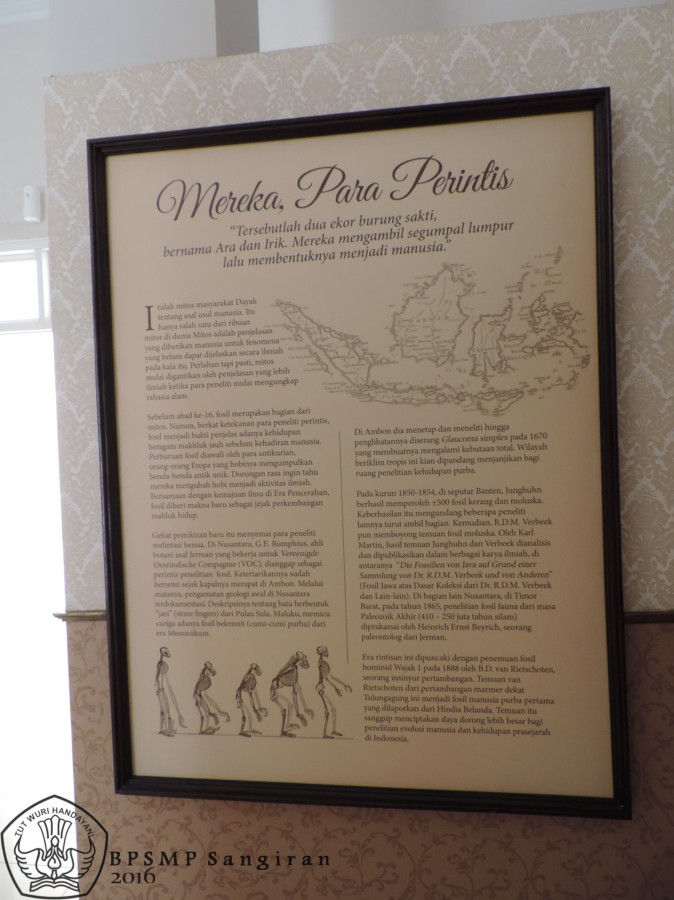 Mereka, Para Perintis
“Tersebutlah dua ekor burung sakti,
bernama Ara dan Irik. Mereka mengambil segumpal lumpur
lalu membentuknya menjadi manusia.”
Itulah mitos masyarakat Dayak
tentang asal usul manusia. Itu
hanya salah satu dari ribuan
mitos di dunia Mitos adalah penjelasan
yang diberikan manusia untuk fenomena
yang belum dapat dijelaskan secara ilmiah
pada kala itu. Perlahan tapi pasti, mitos
mulai digantikan oleh penjelasan yang lebih
ilmiah ketika para peneliti mulai mengungkap
rahasia alam.
Sebelum abad ke-16, fosil merupakan bagian dari
mitos. Namun, berkat ketekunan para peneliti perintis,
fosil menjadi bukti penjelas adanya kehidupan
beragam makhluk jauh sebelum kehadiran manusia.
Perburuan fosil diawali oleh para antikurian,
orang-orang Eropa yang hobinya mengumpulkan
benda-benda antik unik. Dorongan rasa ingin tahu
mereka mengubah hobi menjadi aktivitas ilmiah.
Bersamaan dengan kemajuan ilmu di Era Pencerahan,
fosil diberi makna baru sebagai jejak perkembangan
mahluk hidup.
Geliat pemikiran baru itu menyemai para peneliti
melintasi benua. Di Nusantara, G.E. Rumphius, ahli
botani asal Jerman yang bekerja untuk Vereenigde
Oostindische Compagnie (VOC), dianggap sebagai
perintis penelitian fosil. Ketertarikannya sudah
bersemi sejak kapalnya merapat di Ambon. Melalui
matanya, pengamatan geologi awal di Nusantara
terdokumentasi. Deskripsinya tentang batu berbentuk
“jari” (stone fingers) dari Pulau Sula, Maluku, memicu
curiga adanya fosil belemnit (cumi-cumi purba) dari
era Mesozoikum.
Di Ambon dia menetap dan meneliti hingga
penglihatannya diserang Glaucoma simplex pada 1670
yang membuatnya mengalami kebutaan total. Wilayah
beriklim tropis ini kian dipandang menjanjikan bagi
ruang penelitian kehidupan purba.
Pada kurun 1850-1854, di seputar Banten, Junghuhn
berhasil memperoleh ±500 fosil kerang dan moluska.
Keberhasilan itu mengundang beberapa peneliti
lainnya turut ambil bagian. Kemudian, R.D.M. Verbeek
pun memboyong temuan fosil moluska. Oleh Karl
Martin, hasil temuan Junghuhn dan Verbeek dianalisis
dan dipublikasikan dalam berbagai karya ilmiah, di
antaranya “Die Fossilien von Java auf Grund einer
Sammlung von Dr. R.D.M. Verbeek und von Anderen”
(Fosil Jawa atas Dasar Koleksi dari Dr. R.D.M. Verbeek
dan Lain-lain). Di bagian lain Nusantara, di Timor
Barat, pada tahun 1865, penelitian fosil fauna dari masa
Paleozoik Akhir (410 – 250 juta tahun silam)
diprakarsai oleh Heinrich Ernst Beyrich, seorang
paleontolog dari Jerman.
Era rintisan ini dipuncaki dengan penemuan fosil
hominid Wajak 1 pada 1888 oleh B.D. van Rietschoten,
seorang insinyur pertambangan. Temuan van
Rietschoten dari pertambangan marmer dekat
Tulungagung ini menjadi fosil manusia purba pertama
yang dilaporkan dari Hindia Belanda. Temuan itu
sanggup menciptakan daya dorong lebih besar bagi
penelitian evolusi manusia dan kehidupan prasejarah
di Indonesia.
TUT WURI HANDAYANI
BPSMP Sangiran
2016